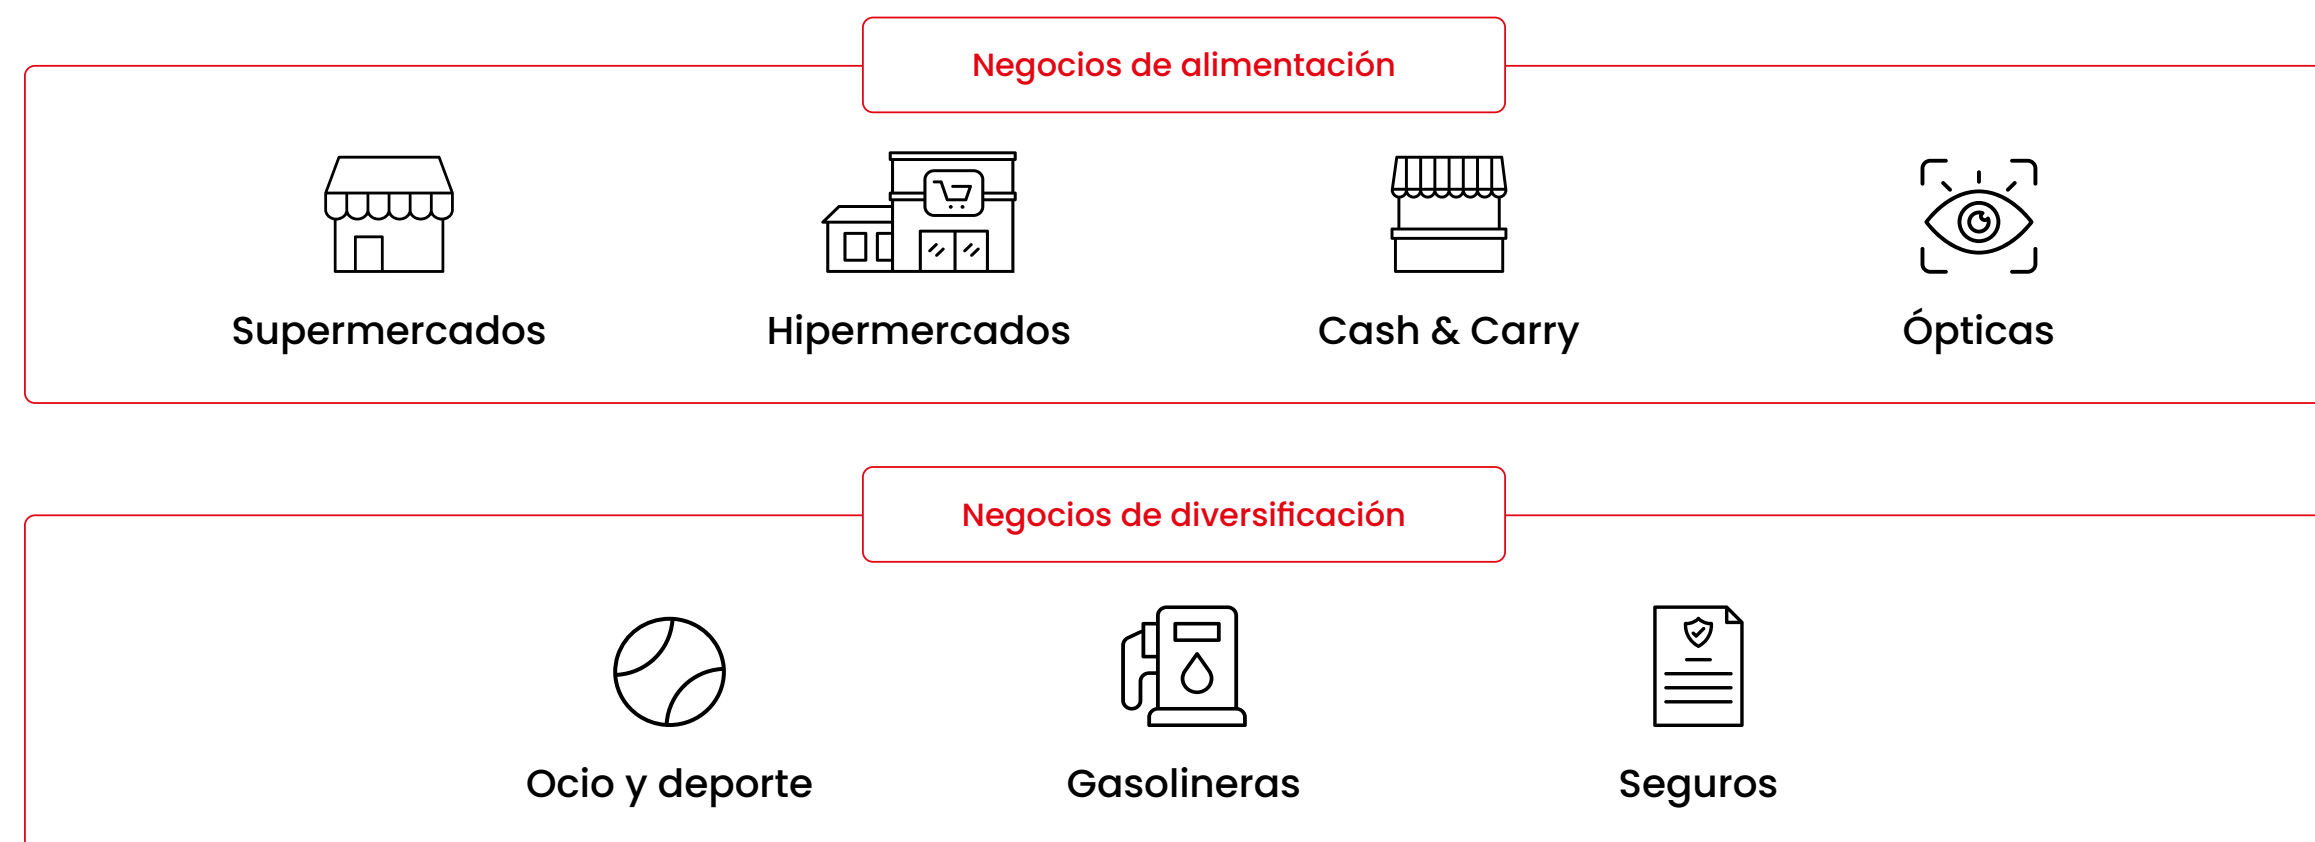 Negocios de alimentación
Supermercados
Hipermercados
Cash & Carry
Ópticas
Negocios de diversificación
Ocio y deporte
Gasolineras
Seguros